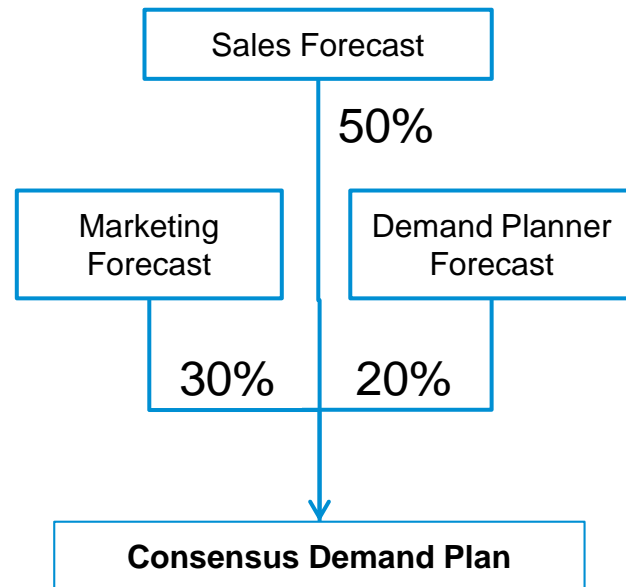 Sales Forecast
50%
Marketing
Forecast
Demand Planner
Forecast
30%
20%
Consensus Demand Plan